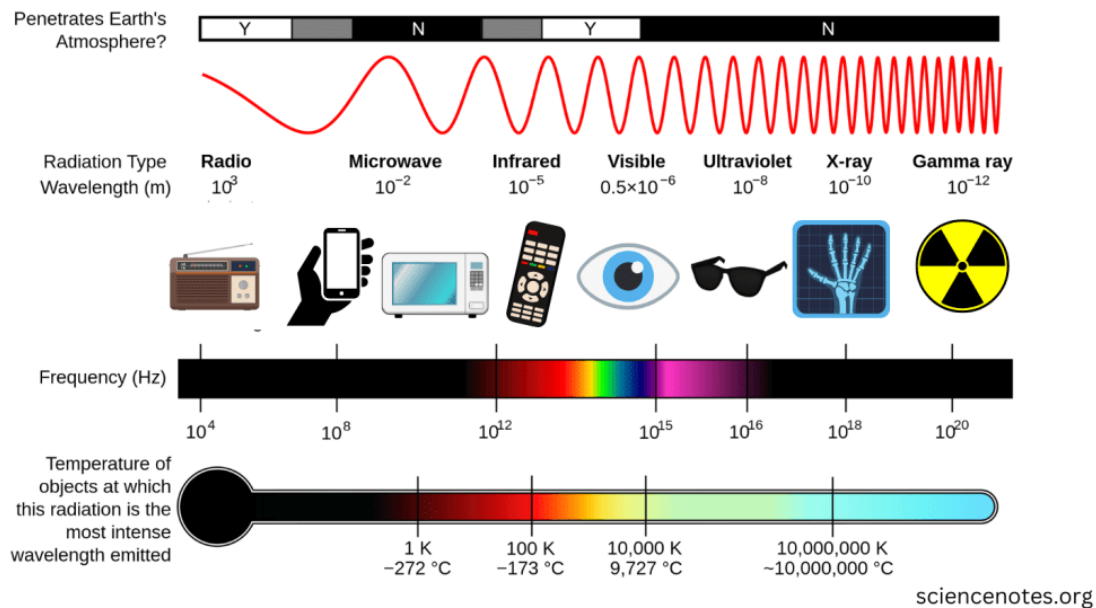 Penetrates Earth's
Atmosphere?
Y N Y N
Radiation Type Radio Microwave Infrared Visible Ultraviolet X-ray Gamma ray
Wavelength (m) 10³ 10⁻² 10⁻⁵ 0.5×10⁻⁶ 10⁻⁸ 10⁻¹⁰ 10⁻¹²
Frequency (Hz)
10⁴ 10⁸ 10¹² 10¹⁵ 10¹⁶ 10¹⁸ 10²⁰
Temperature of
objects at which
this radiation is the
most intense
wavelength emitted
1 K 100 K 10,000 K 10,000,000 K
−272 °C −173 °C 9,727 °C ~10,000,000 °C
sciencenotes.org